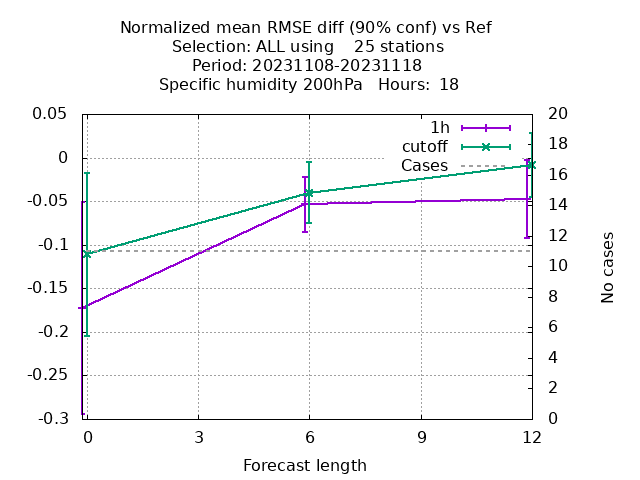 Normalized mean RMSE diff (90% conf) vs Ref
Selection: ALL using    25 stations
Period: 20231108-20231118
Specific humidity 200hPa   Hours:  18
0.05
0
-0.05
-0.1
-0.15
-0.2
-0.25
-0.3
1h
cutoff
Cases
20
18
16
14
12
10
8
6
4
2
0
No cases
0 3 6 9 12
Forecast length